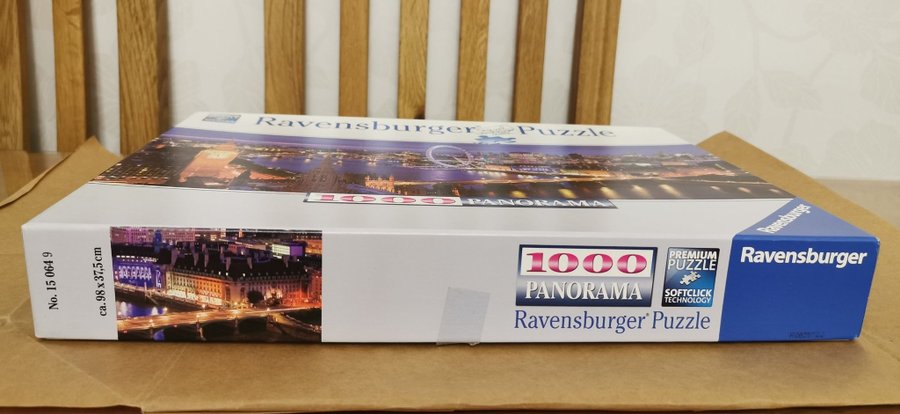 Ravensburger Puzzle
1000 PANORAMA
Ravensburger
No. 15 064 9
ca. 98 x 37,5 cm
1000
PANORAMA
Ravensburger® Puzzle
PREMIUM
PUZZLE
SOFTCLICK
TECHNOLOGY
Ravensburger